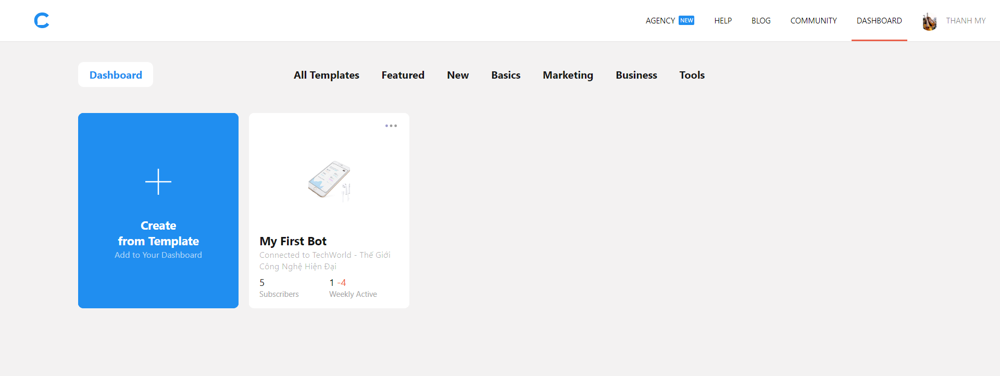 AGENCY NEW HELP BLOG COMMUNITY DASHBOARD THANH MY
Dashboard All Templates Featured New Basics Marketing Business Tools
Create
from Template
Add to Your Dashboard
My First Bot
Connected to TechWorld - Thế Giới
Công Nghệ Hiện Đại
5 1 -4
Subscribers Weekly Active